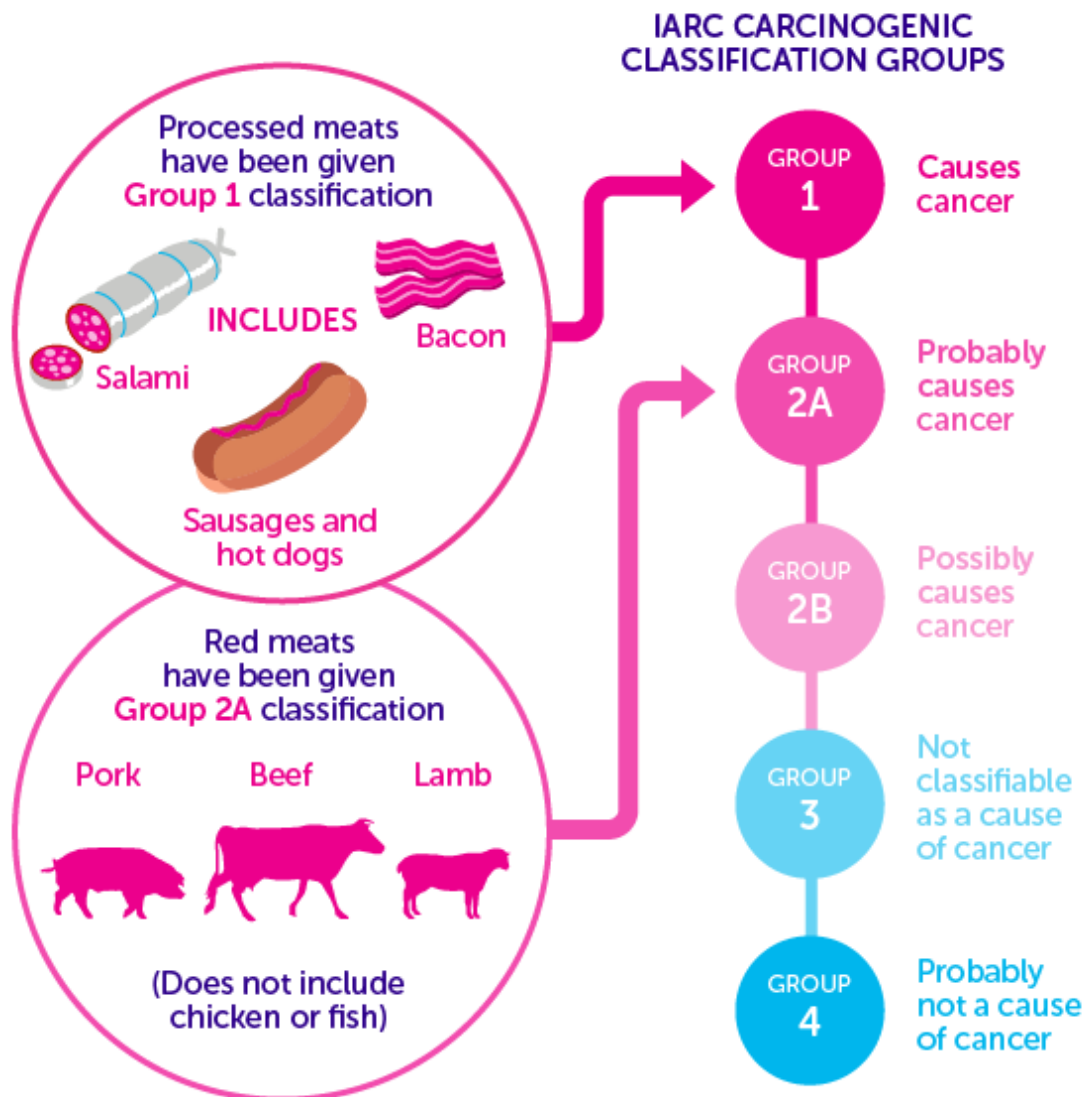 IARC CARCINOGENIC
CLASSIFICATION GROUPS
Processed meats
have been given
Group 1 classification
INCLUDES
Bacon
Salami
Sausages and
hot dogs
Red meats
have been given
Group 2A classification
Pork
Beef
Lamb
(Does not include
chicken or fish)
GROUP
1
Causes
cancer
GROUP
2A
Probably
causes
cancer
GROUP
2B
Possibly
causes
cancer
GROUP
3
Not
classifiable
as a cause
of cancer
GROUP
4
Probably
not a cause
of cancer